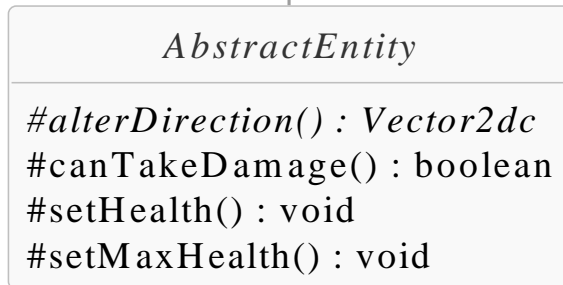 AbstractEntity
#alterDirection() : Vector2dc
#canTakeDamage() : boolean
#setHealth() : void
#setMaxHealth() : void